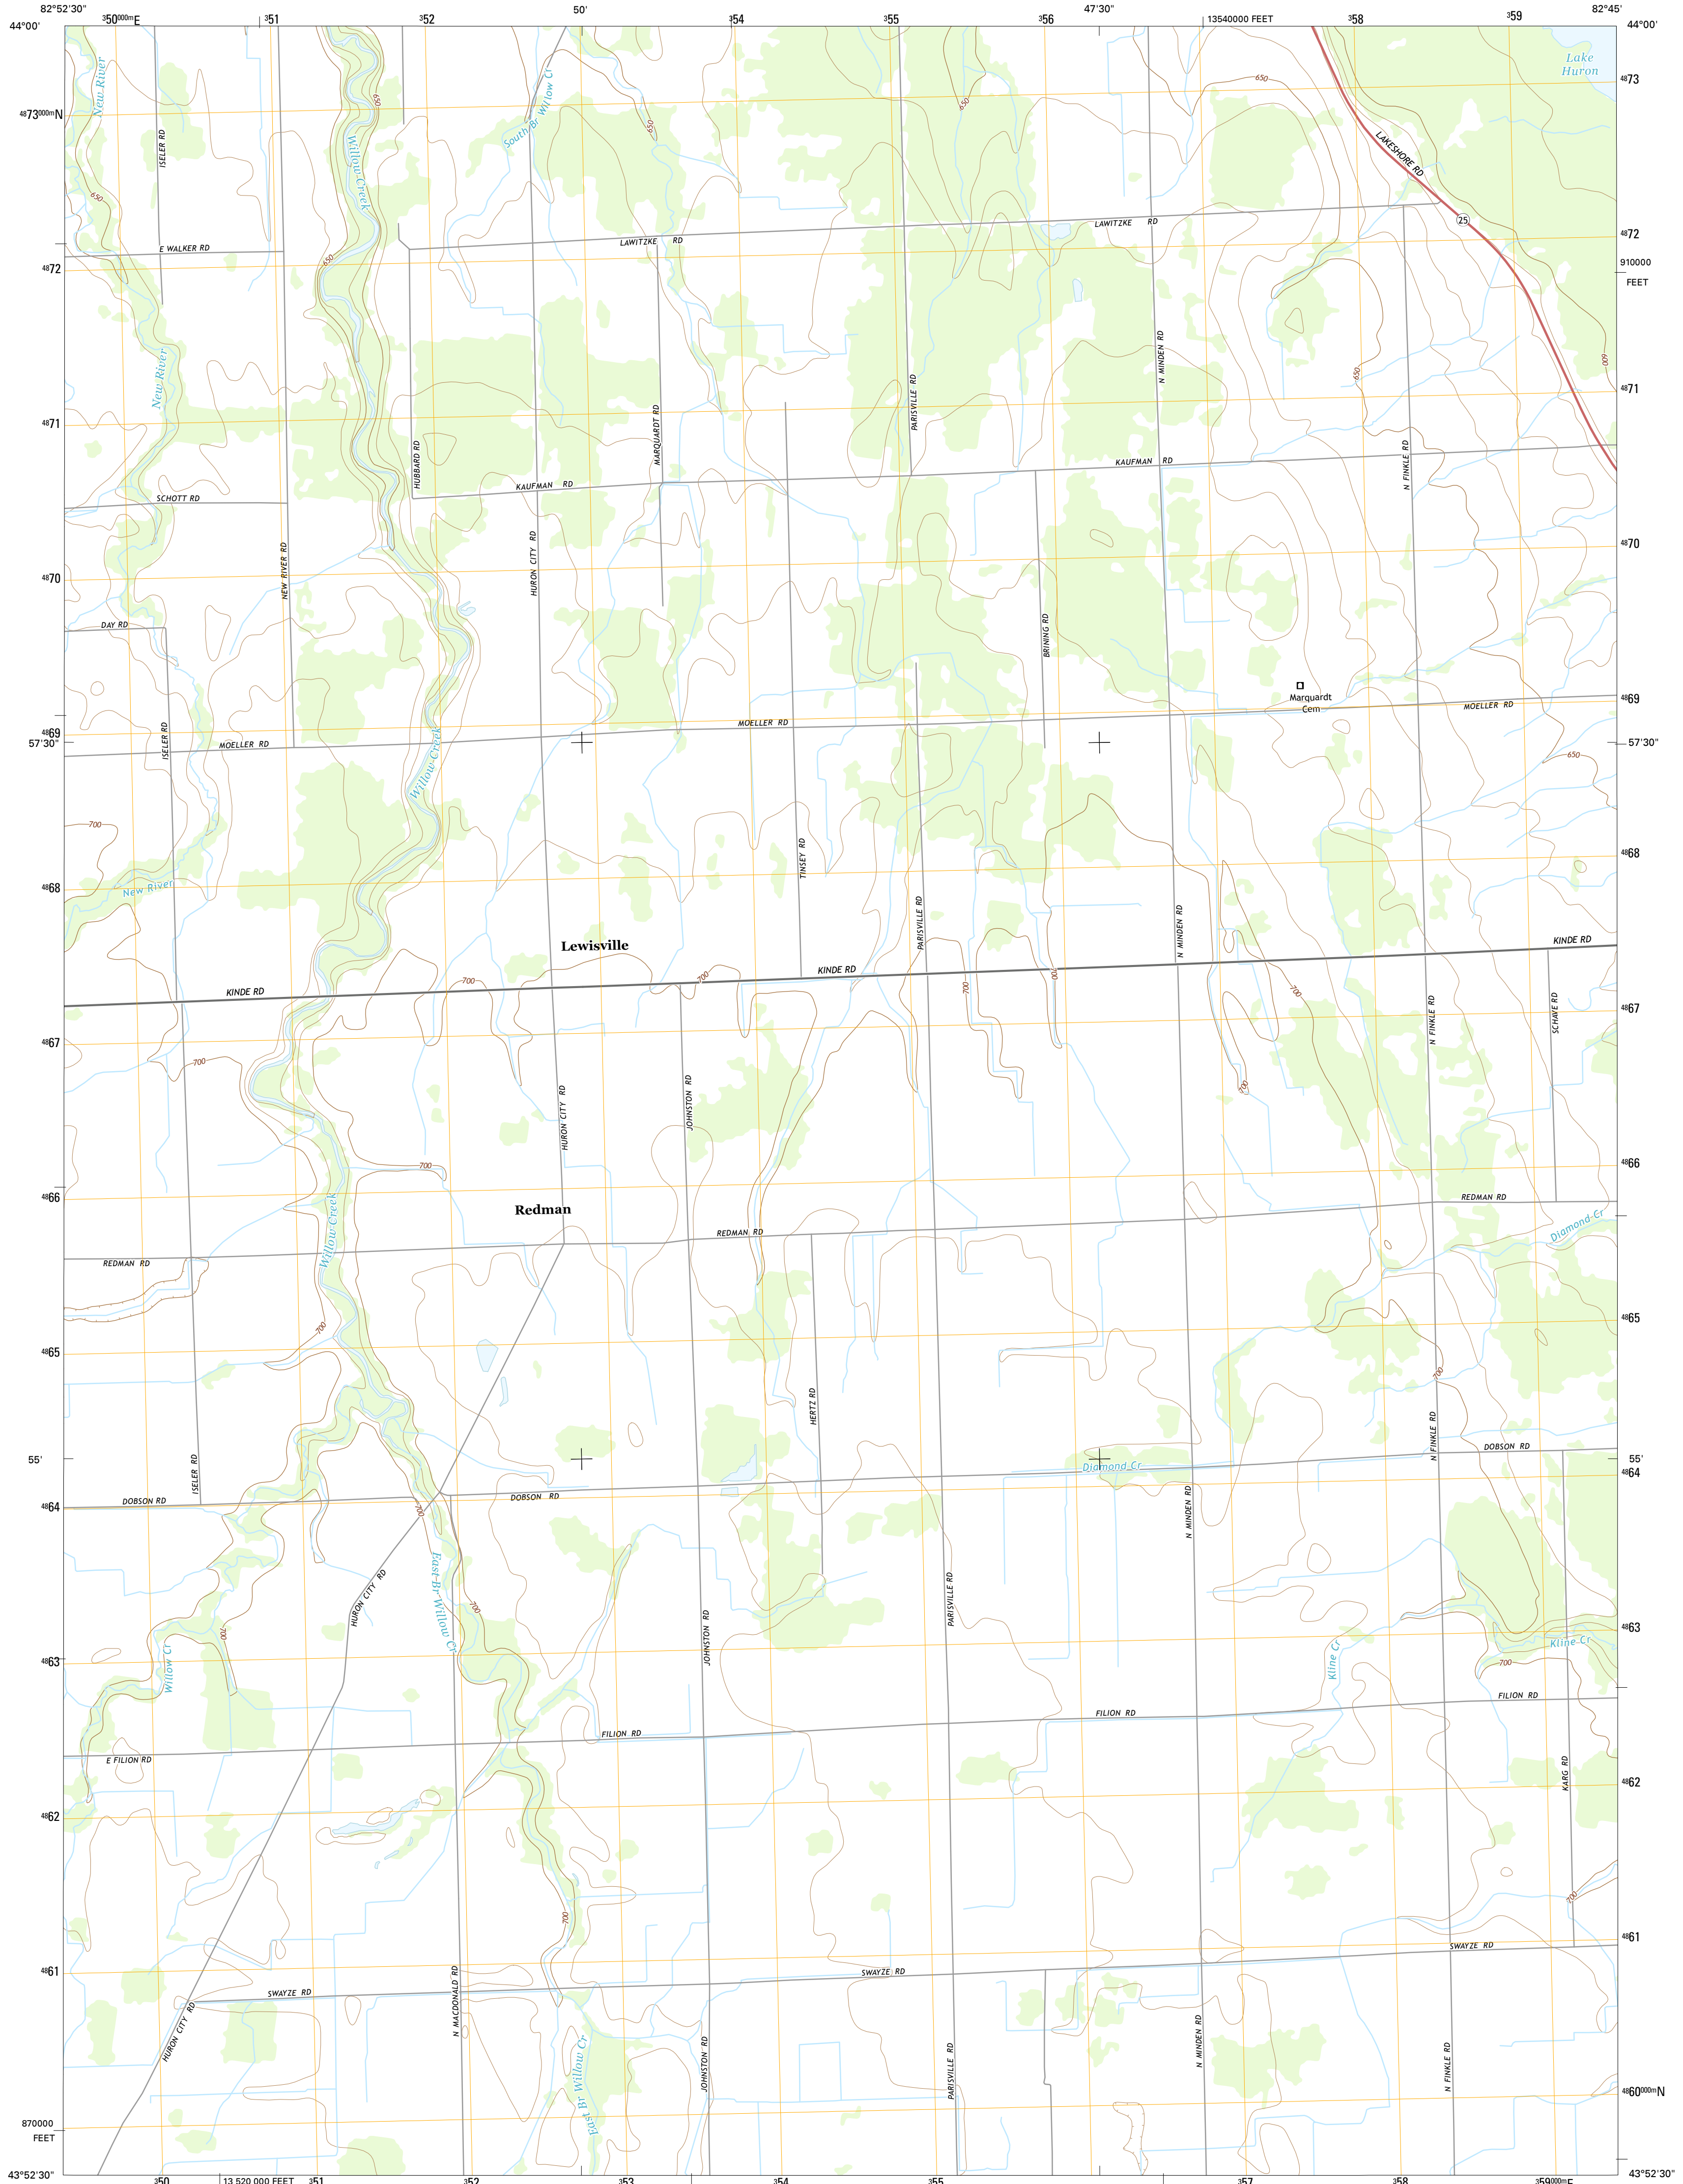 82°52'30"
³50⁰⁰⁰ᵐE
³51
³52
50'
³54
³55
³56
47'30"
13540000 FEET
³58
³59
82°45'
44°00'
44°00'
New River
ISELER RD
650
Willow Creek
South Br Willow Cr
650
650
650
Lake
Huron
⁴⁸73
⁴⁸73⁰⁰⁰ᵐN
LAKESHORE RD
650
25
E WALKER RD
650
LAWITZKE RD
LAWITZKE RD
⁴⁸72
⁴⁸72
910000
FEET
New River
N MINDEN RD
650
600
PARISVILLE RD
⁴⁸71
⁴⁸71
HUBBARD RD
MARQUARDT RD
N FINKLE RD
KAUFMAN RD
KAUFMAN RD
SCHOTT RD
NEW RIVER RD
HURON CITY RD
⁴⁸70
⁴⁸70
DAY RD
BRINING RD
Marquardt
Cem
⁴⁸69
⁴⁸69
MOELLER RD
MOELLER RD
MOELLER RD
ISELER RD
57'30"
57'30"
650
Willow Creek
700
TINSEY RD
⁴⁸68
⁴⁸68
New River
PARISVILLE RD
N MINDEN RD
Lewisville
KINDE RD
KINDE RD
KINDE RD
700
700
700
700
700
N FINKLE RD
SCHAVE RD
⁴⁸67
⁴⁸67
700
700
HURON CITY RD
JOHNSTON RD
700
⁴⁸66
⁴⁸66
Willow Creek
Redman
REDMAN RD
REDMAN RD
REDMAN RD
Diamond Cr
700
⁴⁸65
⁴⁸65
700
HERTZ RD
N FINKLE RD
ISELER RD
DOBSON RD
55'
55'
Diamond Cr
⁴⁸64
⁴⁸64
DOBSON RD
DOBSON RD
700
N MINDEN RD
East Br Willow Cr
HURON CITY RD
PARISVILLE RD
700
JOHNSTON RD
700
Willow Cr
Kline Cr
Kline Cr
⁴⁸63
⁴⁸63
700
FILION RD
FILION RD
FILION RD
E FILION RD
KARG RD
⁴⁸62
⁴⁸62
700
700
SWAYZE RD
⁴⁸61
⁴⁸61
SWAYZE RD
SWAYZE RD
N MACDONALD RD
HURON CITY RD
East Br Willow Cr
JOHNSTON RD
PARISVILLE RD
N MINDEN RD
N FINKLE RD
⁴⁸60⁰⁰⁰ᵐN
870000
FEET
43°52'30"
43°52'30"
³50
13 520 000 FEET
³51
³52
³53
³54
³55
³57
³58
³59⁰⁰⁰ᵐE